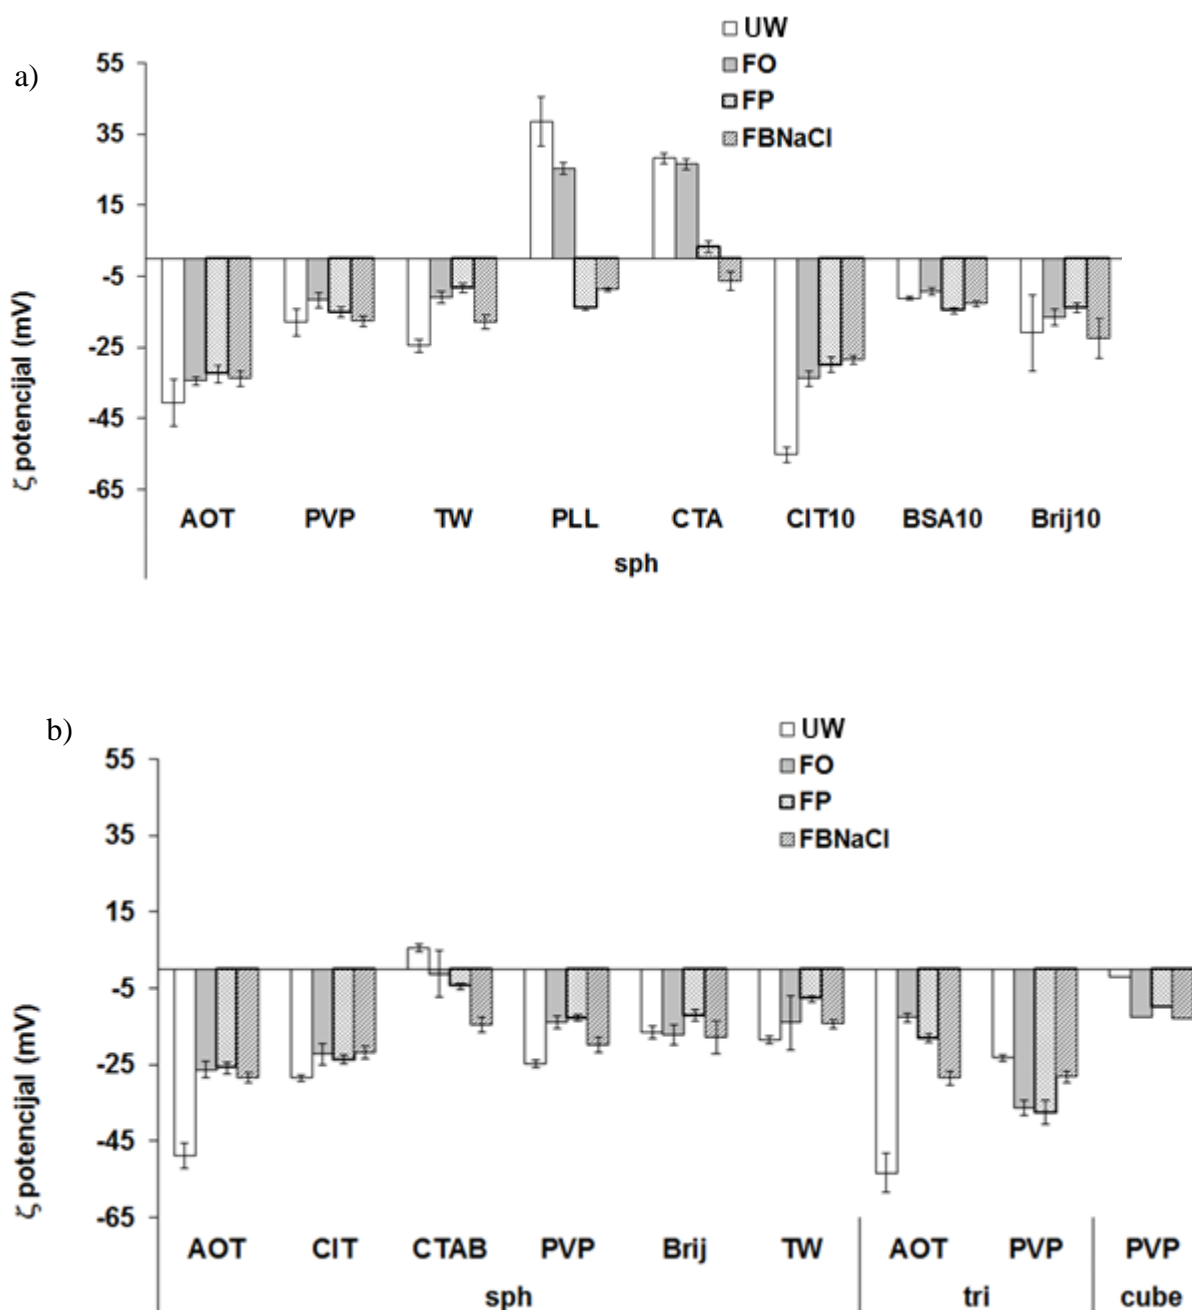 a)
UW
FO
FP
FBNaCl
55
35
15
-5
-25
-45
-65
ζ potencijal (mV)
AOT PVP TW PLL CTA CIT10 BSA10 Brij10
sph
b)
UW
FO
FP
FBNaCl
55
35
15
-5
-25
-45
-65
ζ potencijal (mV)
AOT CIT CTAB PVP Brij TW AOT PVP PVP
sph tri cube